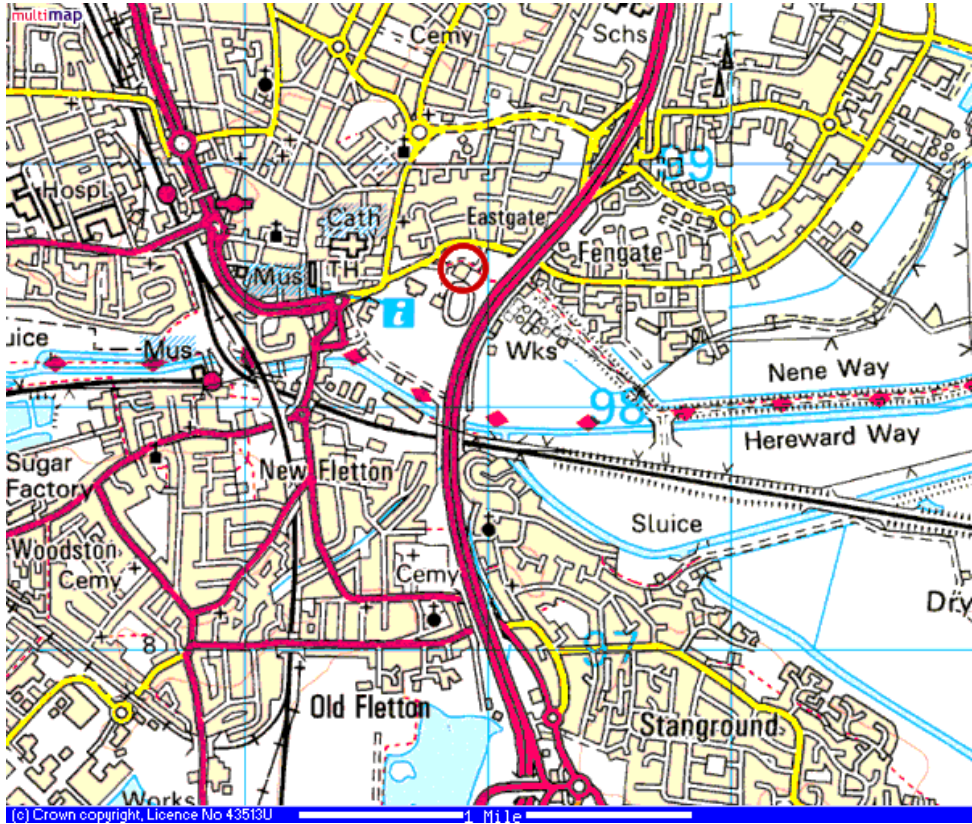 multimap
Cemy
Schs
99
Hospl
Cath
Eastgate
Mus
TH
Fengate
i
uice
Mus
Wks
Nene Way
98
Hereward Way
Sugar
Factory
New Fletton
Sluice
Woodston
Cemy
Cemy
Dry
8
97
Old Fletton
Stanground
Works
(c) Crown copyright, Licence No 43513U
1 Mile